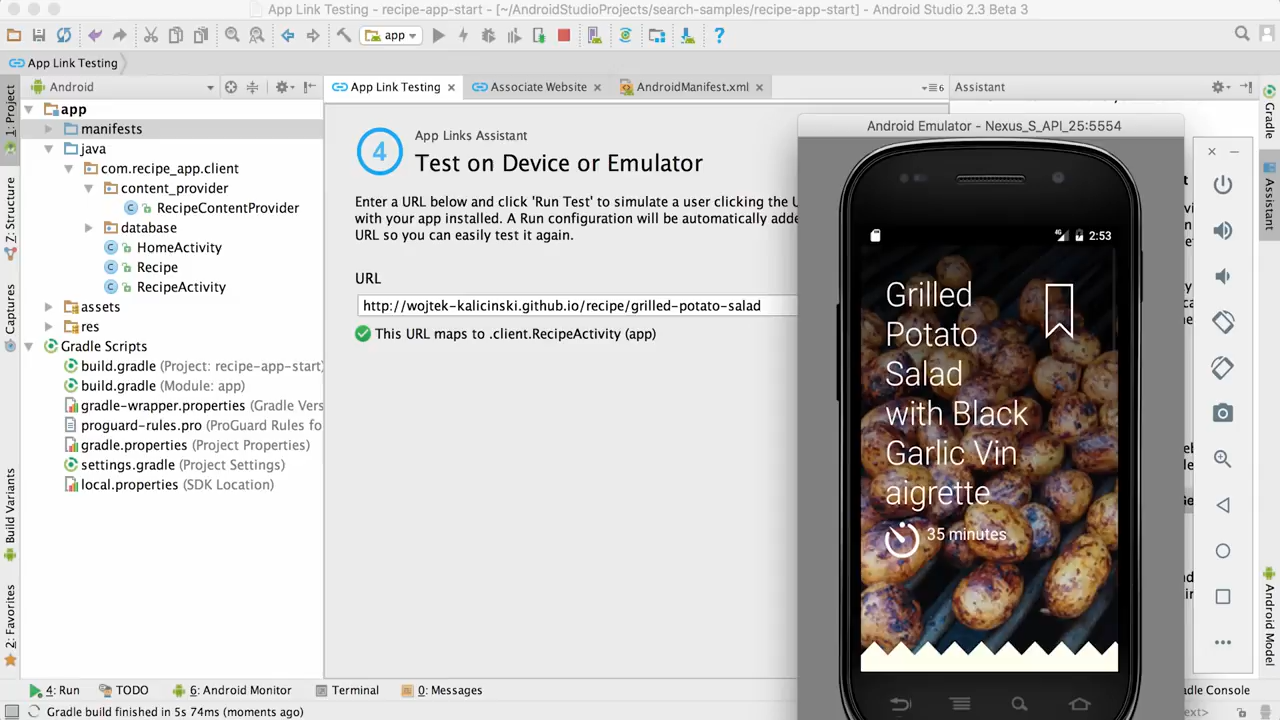 App Link Testing - recipe-app-start - [~/AndroidStudioProjects/search-samples/recipe-app-start] - Android Studio 2.3 Beta 3
app
App Link Testing
1: Project
Z: Structure
Captures
Build Variants
2: Favorites
Android
app
manifests
java
com.recipe_app.client
content_provider
RecipeContentProvider
database
HomeActivity
Recipe
RecipeActivity
assets
res
Gradle Scripts
build.gradle (Project: recipe-app-start)
build.gradle (Module: app)
gradle-wrapper.properties (Gradle Vers
proguard-rules.pro (ProGuard Rules fo
gradle.properties (Project Properties)
settings.gradle (Project Settings)
local.properties (SDK Location)
App Link Testing
Associate Website
AndroidManifest.xml
6
4
App Links Assistant
Test on Device or Emulator
Enter a URL below and click 'Run Test' to simulate a user clicking the U
with your app installed. A Run configuration will be automatically adde
URL so you can easily test it again.
URL
http://wojtek-kalicinski.github.io/recipe/grilled-potato-salad
This URL maps to .client.RecipeActivity (app)
Assistant
Android Emulator - Nexus_S_API_25:5554
4G
2:53
Grilled
Potato
Salad
with Black
Garlic Vin
aigrette
35 minutes
Gradle
Assistant
Android Model
4: Run
TODO
6: Android Monitor
Terminal
0: Messages
dle Console
Gradle build finished in 5s 727ms (moments ago)